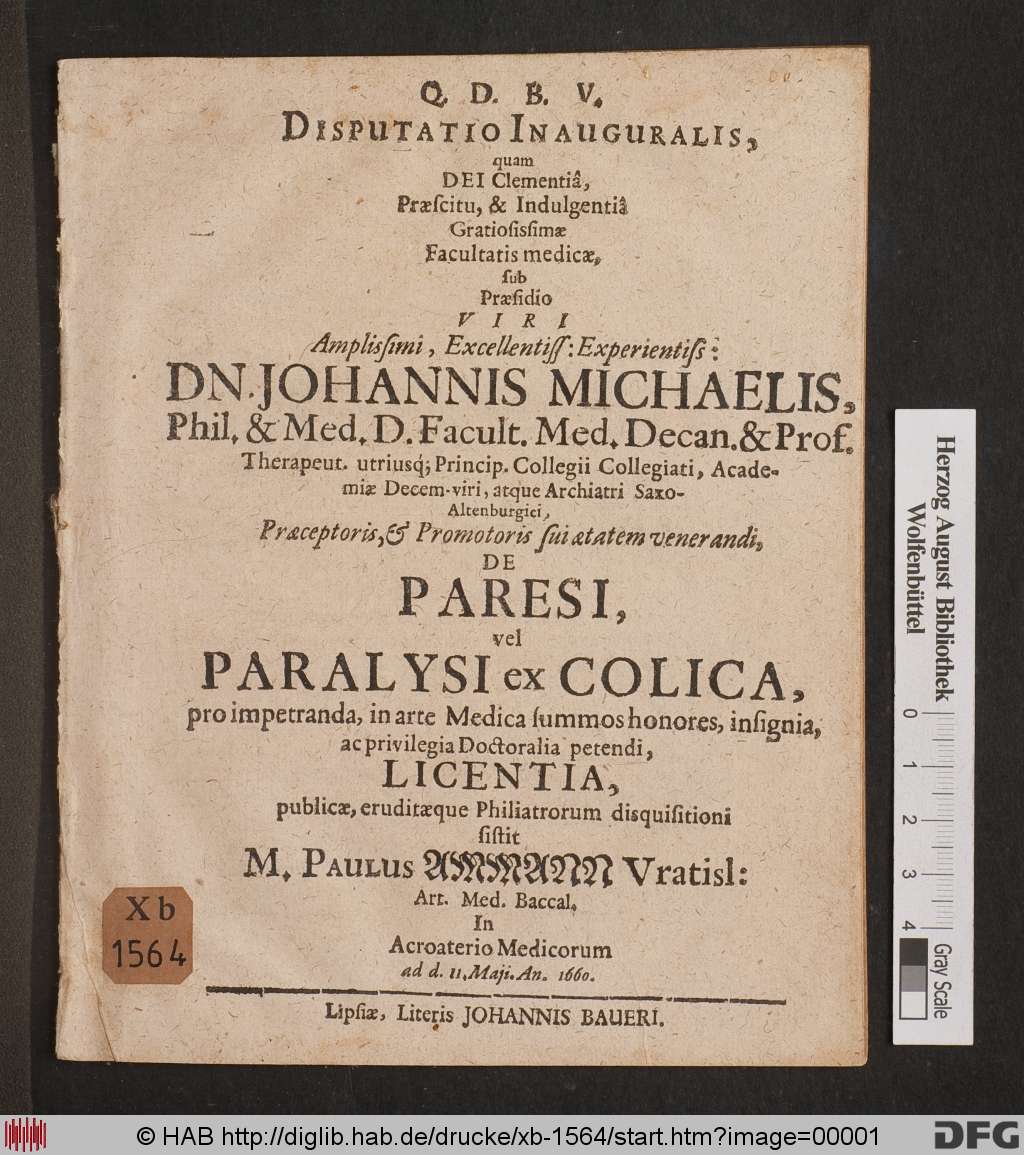 Q. D. B. V.
DISPUTATIO INAUGURALIS,
quam
DEI Clementiâ,
Præſcitu, & Indulgentiâ
Gratioſisſimæ
Facultatis medicæ,
ſub
Præſidio
VIRI
Amplisſimi, Excellentiſſ: Experientiſs:
DN. JOHANNIS MICHAELIS,
Phil. & Med. D. Facult. Med. Decan. & Prof.
Therapeut. utriusq́; Princip. Collegii Collegiati, Acade-
miæ Decem-viri, atque Archiatri Saxo-
Altenburgici,
Præceptoris, & Promotoris ſui ætatem venerandi,
DE
PARESI,
vel
PARALYSI ex COLICA,
pro impetranda, in arte Medica ſummos honores, inſignia,
ac privilegia Doctoralia petendi,
LICENTIA,
publicæ, eruditæque Philiatrorum disquiſitioni
ſiſtit
M. PAULUS AMMANN Vratisl:
Art. Med. Baccal.
In
Acroaterio Medicorum
ad d. 11. Maji. An. 1660.
Lipſiæ, Literis JOHANNIS BAUERI.
Xb
1564
Herzog August Bibliothek
Wolfenbüttel
0 1 2 3 4
Gray Scale
© HAB http://diglib.hab.de/drucke/xb-1564/start.htm?image=00001
DFG